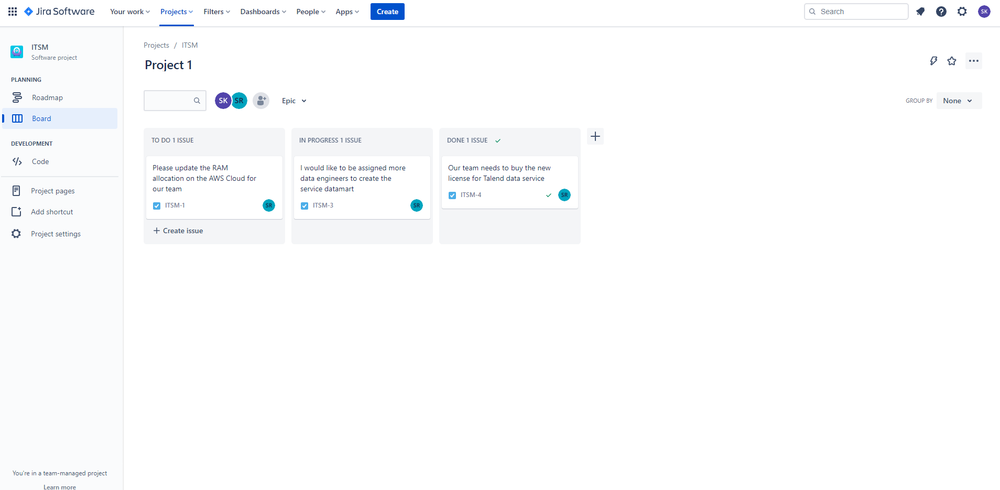 Jira Software
Your work
Projects
Filters
Dashboards
People
Apps
Create
Search
SK
ITSM
Software project
PLANNING
Roadmap
Board
DEVELOPMENT
Code
Project pages
Add shortcut
Project settings
You're in a team-managed project
Learn more
Projects / ITSM
Project 1
SK
SR
Epic
GROUP BY
None
TO DO 1 ISSUE
Please update the RAM
allocation on the AWS Cloud for
our team
ITSM-1
SR
Create issue
IN PROGRESS 1 ISSUE
I would like to be assigned more
data engineers to create the
service datamart
ITSM-3
SR
DONE 1 ISSUE
Our team needs to buy the new
license for Talend data service
ITSM-4
SR